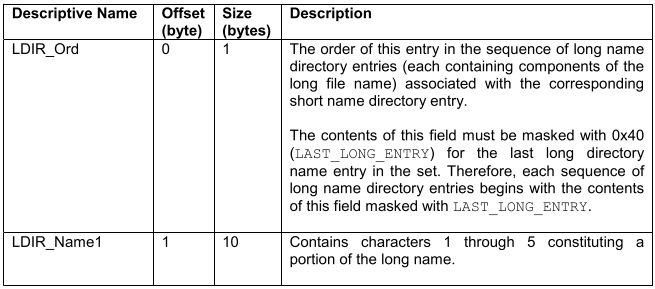 Descriptive Name Offset (byte) Size (bytes) Description
LDIR_Ord 0 1 The order of this entry in the sequence of long name
directory entries (each containing components of the
long file name) associated with the corresponding
short name directory entry.
The contents of this field must be masked with 0x40
(LAST_LONG_ENTRY) for the last long directory
name entry in the set. Therefore, each sequence of
long name directory entries begins with the contents
of this field masked with LAST_LONG_ENTRY.
LDIR_Name1 1 10 Contains characters 1 through 5 constituting a
portion of the long name.